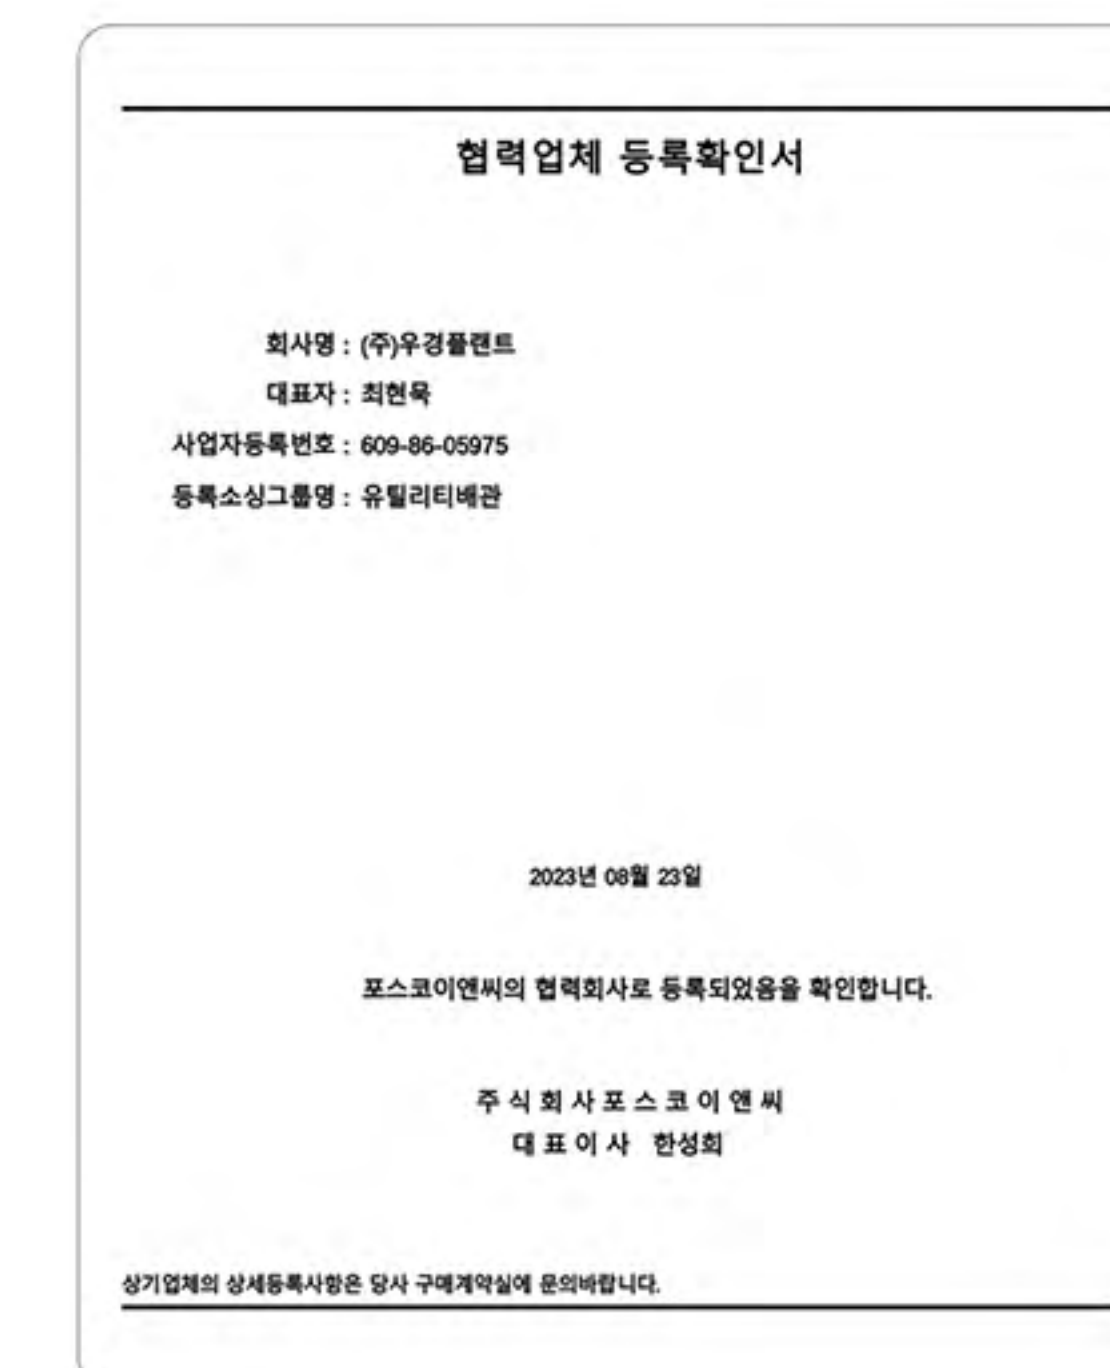 협력업체 등록확인서
회사명 : (주)우경플랜트
대표자 : 최현묵
사업자등록번호 : 609-86-05975
등록소싱그룹명 : 유틸리티배관
2023년 08월 23일
포스코이앤씨의 협력회사로 등록되었음을 확인합니다.
주식회사포스코이앤씨
대표이사 한성희
상기업체의 상세등록사항은 당사 구매계약실에 문의바랍니다.